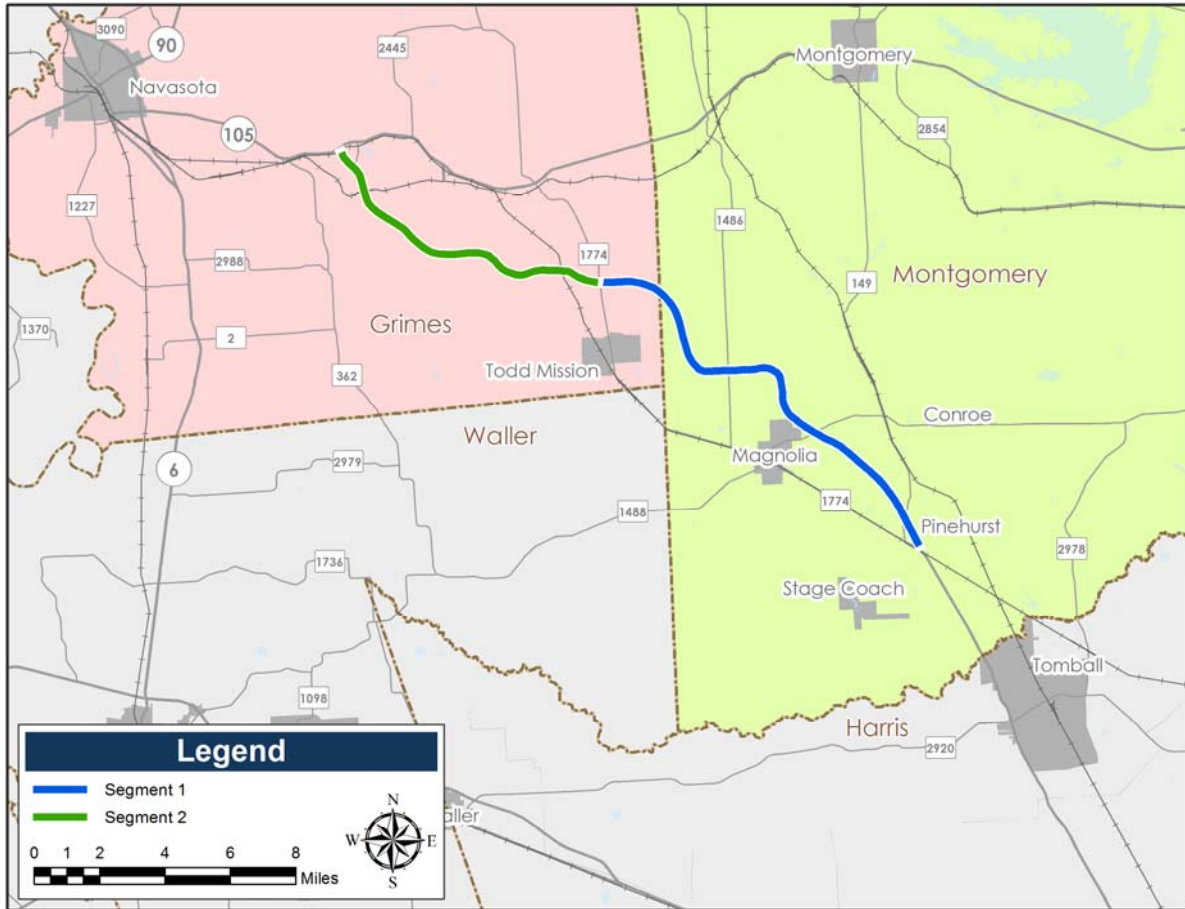 3090
90
2445
Montgomery
Navasota
105
2854
1227
1486
1774
2988
Montgomery
149
1370
Grimes
2
Todd Mission
362
Conroe
Waller
Magnolia
6
2979
1774
1488
Pinehurst
2978
1736
Stage Coach
Tomball
1098
Harris
2920
Legend
Segment 1
Segment 2
aller
N
W E
S
0 1 2 4 6 8
Miles